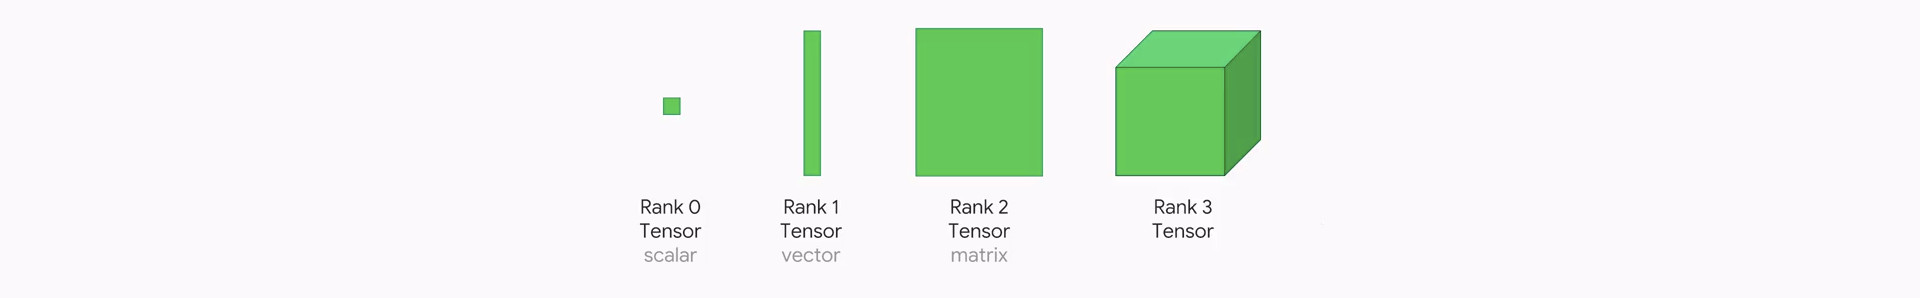 Rank 0
Tensor
scalar
Rank 1
Tensor
vector
Rank 2
Tensor
matrix
Rank 3
Tensor